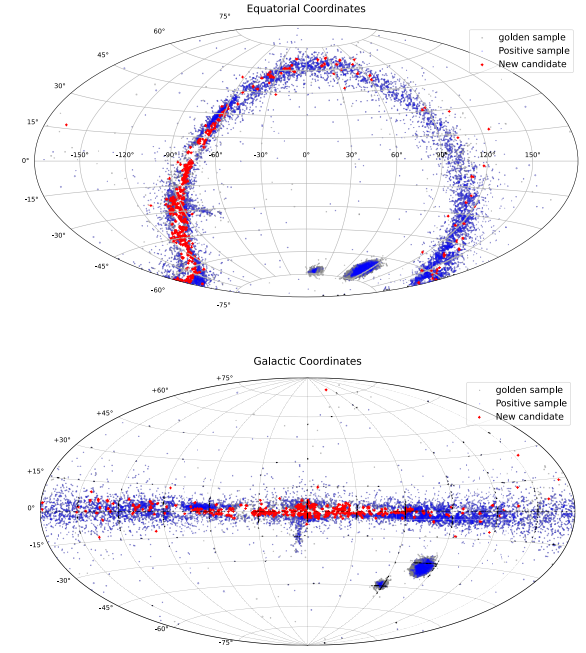 Equatorial Coordinates
75°
60°
45°
30°
15°
0°
-15°
-30°
-45°
-60°
-75°
-150° -120° -90° -60° -30° 0° 30° 60° 90° 120° 150°
golden sample
Positive sample
New candidate
Galactic Coordinates
+75°
+60°
+45°
+30°
+15°
0°
-15°
-30°
-45°
-60°
-75°
golden sample
Positive sample
New candidate